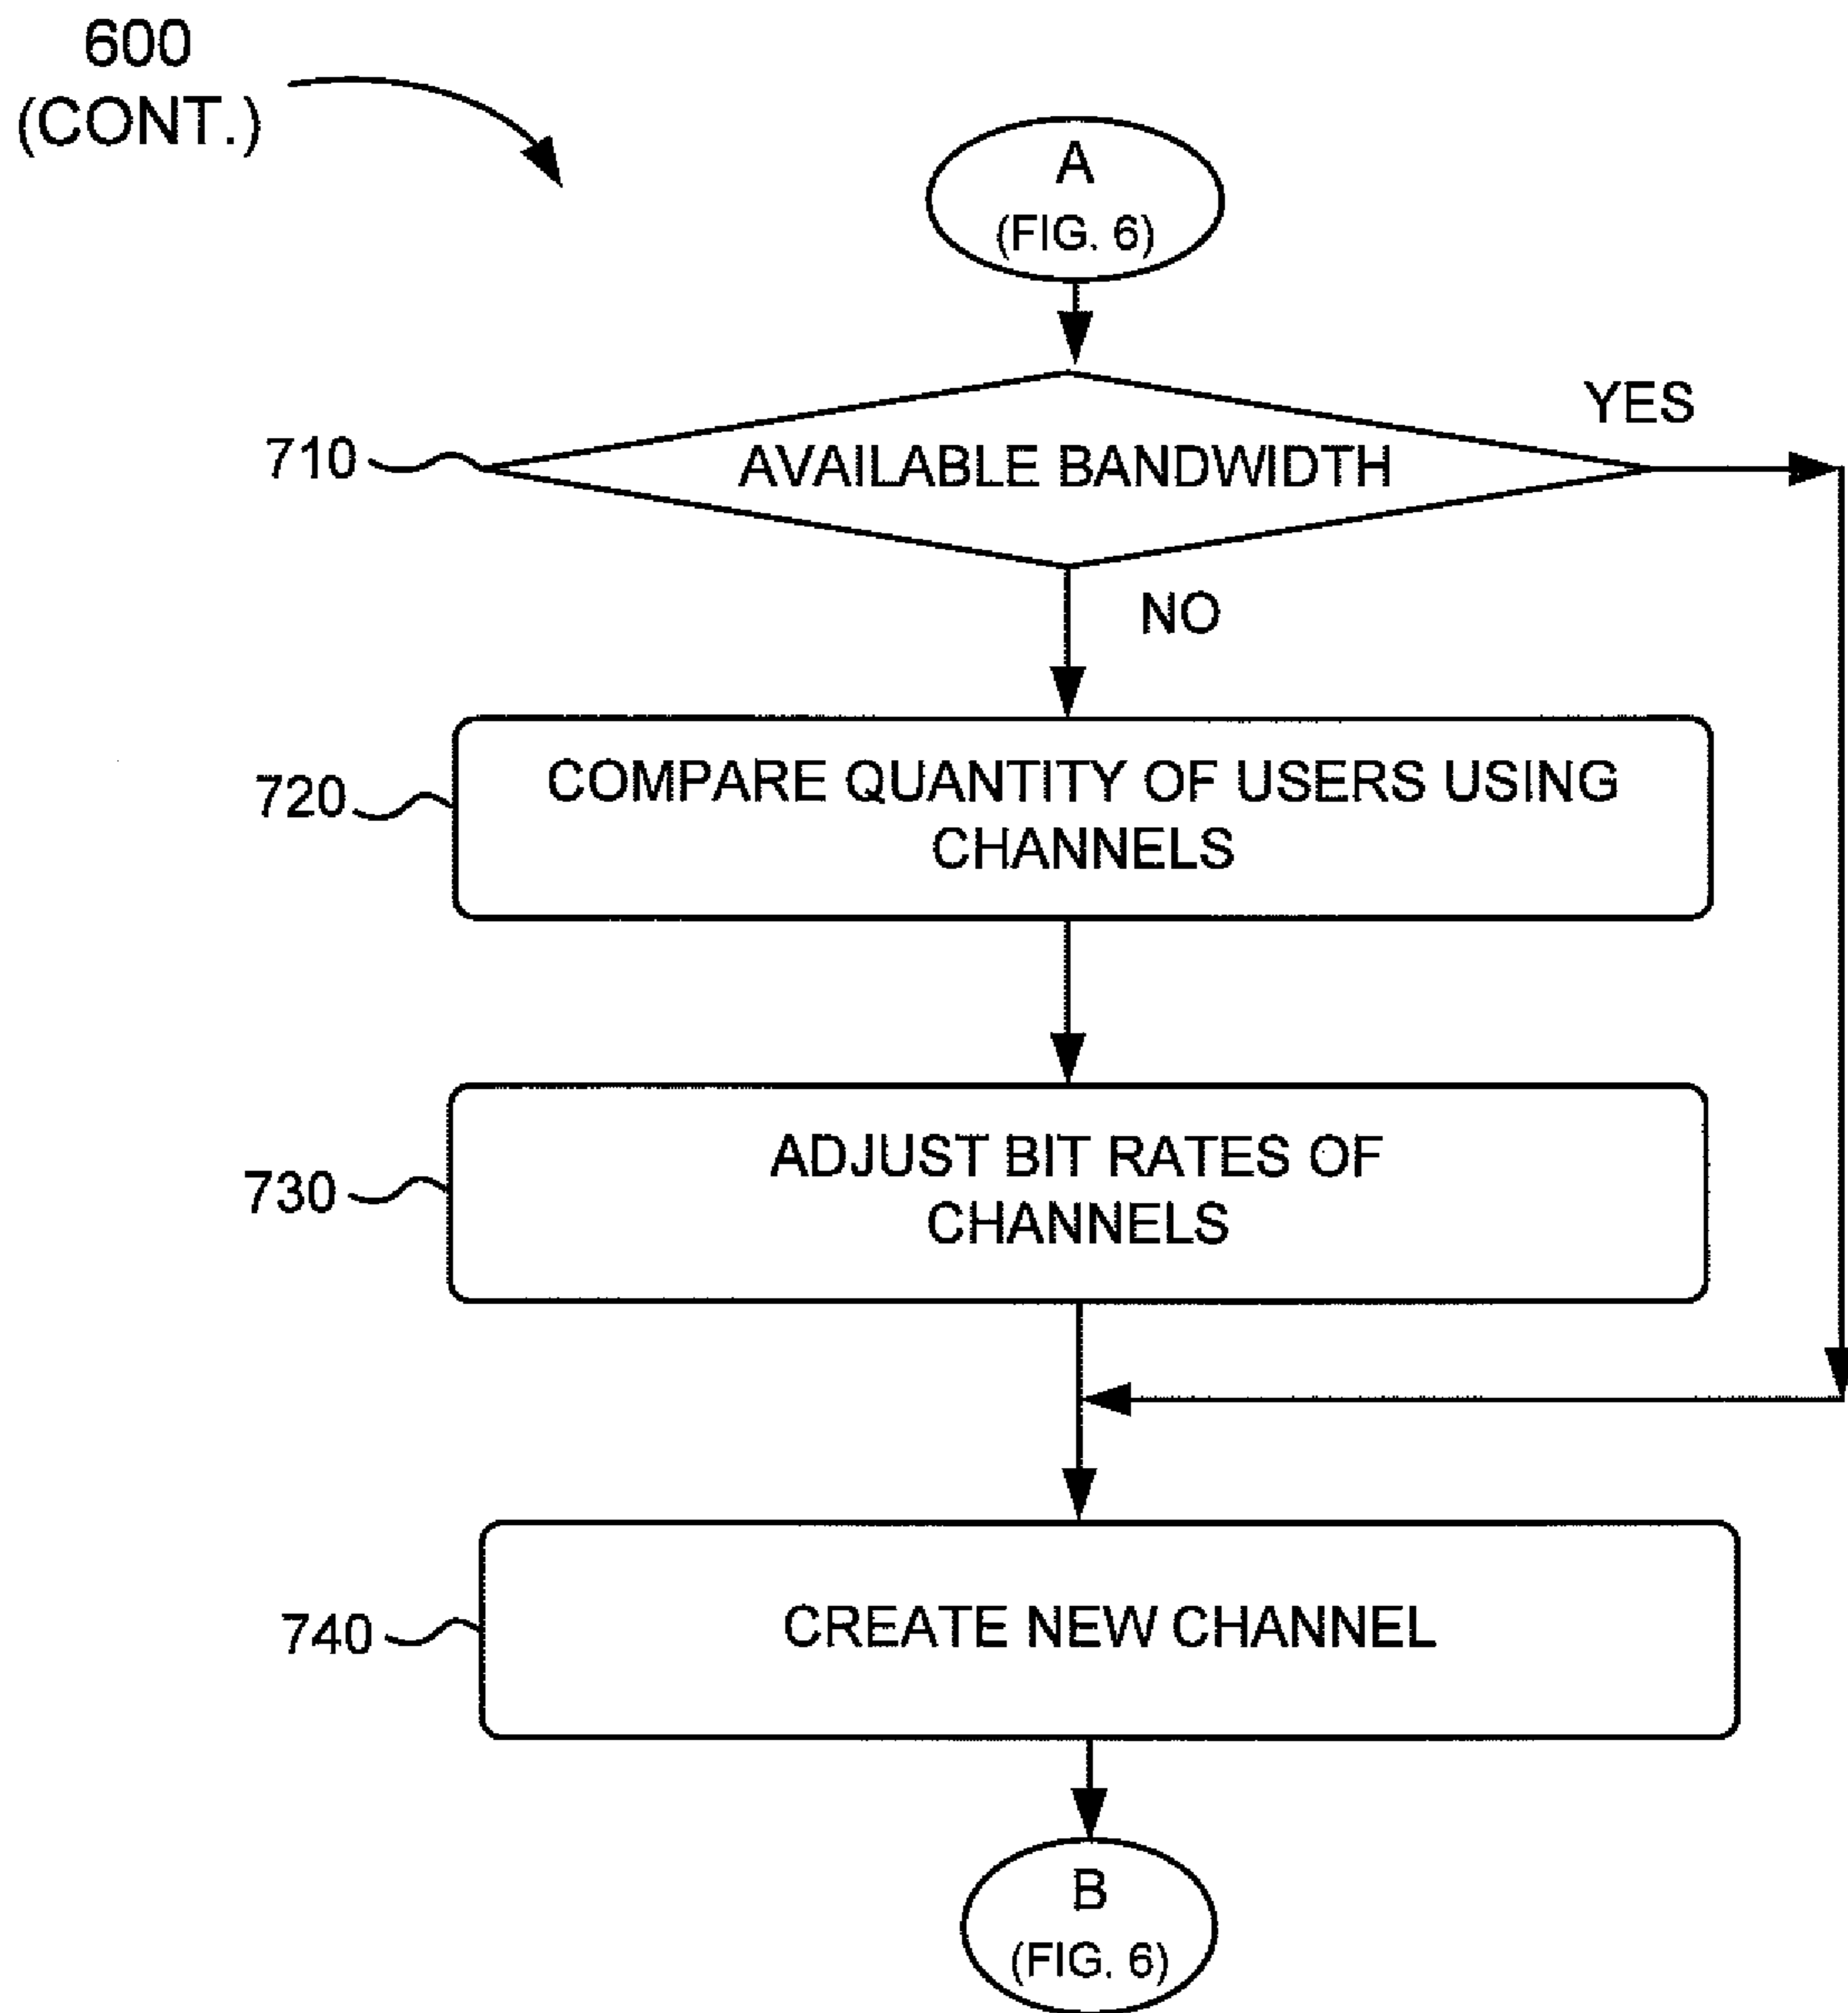 600
(CONT.)
A
(FIG. 6)
YES
710
AVAILABLE BANDWIDTH
NO
720
COMPARE QUANTITY OF USERS USING
CHANNELS
730
ADJUST BIT RATES OF
CHANNELS
740
CREATE NEW CHANNEL
B
(FIG. 6)